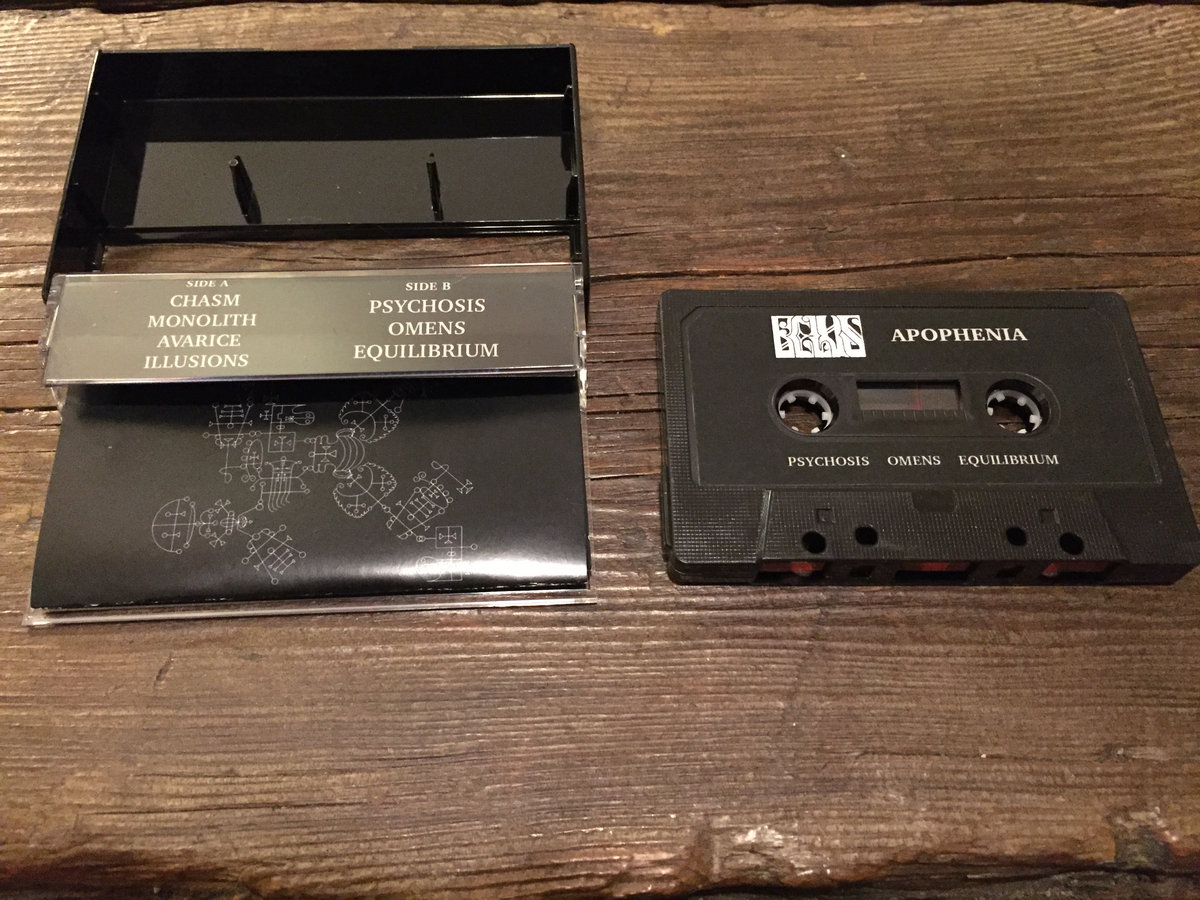 SIDE A
CHASM
MONOLITH
AVARICE
ILLUSIONS
SIDE B
PSYCHOSIS
OMENS
EQUILIBRIUM
APOPHENIA
PSYCHOSIS OMENS EQUILIBRIUM